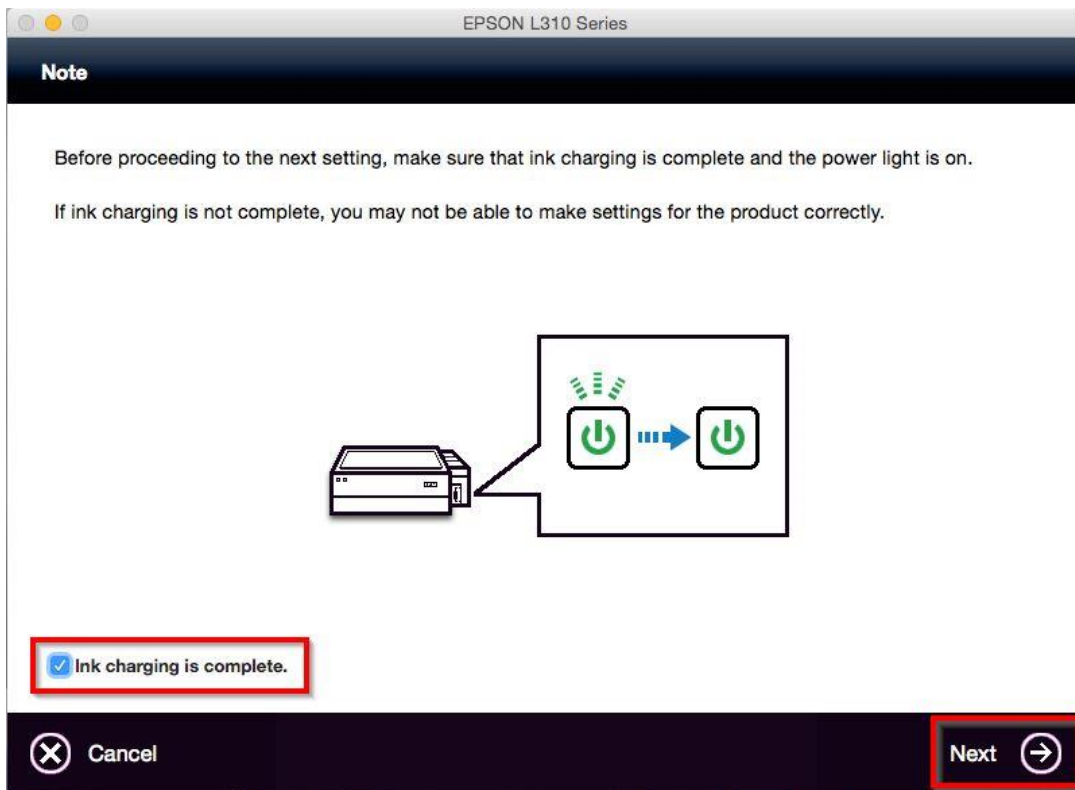 EPSON L310 Series
Note
Before proceeding to the next setting, make sure that ink charging is complete and the power light is on.
If ink charging is not complete, you may not be able to make settings for the product correctly.
Ink charging is complete.
Cancel
Next